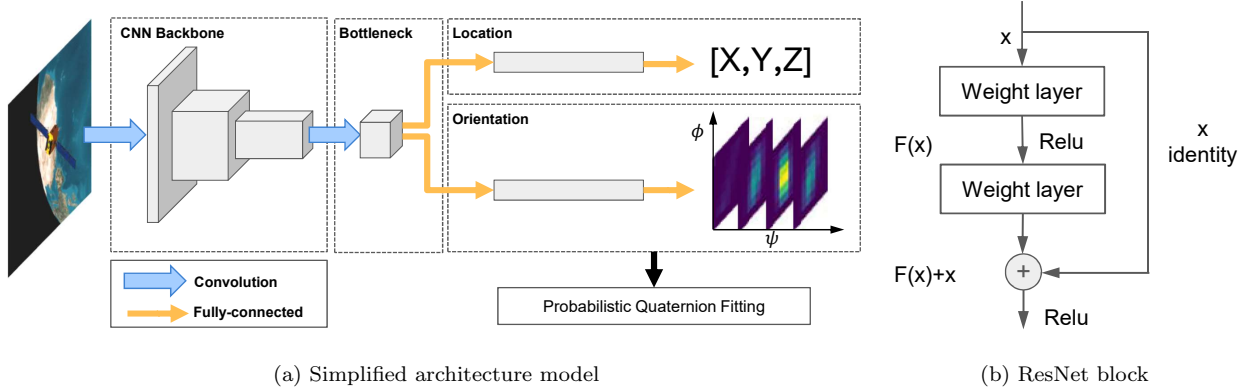 CNN Backbone
Bottleneck
Location
[X,Y,Z]
Orientation
ϕ
ψ
Convolution
Fully-connected
Probabilistic Quaternion Fitting
(a) Simplified architecture model
x
Weight layer
F(x)
Relu
x
identity
Weight layer
F(x)+x
+
Relu
(b) ResNet block